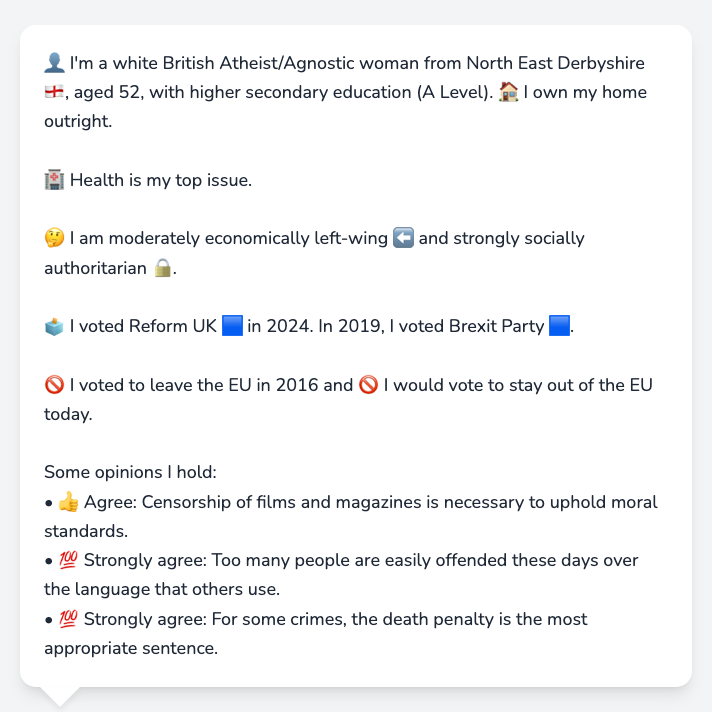 👤 I'm a white British Atheist/Agnostic woman from North East Derbyshire
🏴󠁧󠁢󠁥󠁮󠁧󠁿, aged 52, with higher secondary education (A Level). 🏠 I own my home
outright.
🏥 Health is my top issue.
🤔 I am moderately economically left-wing ⬅️ and strongly socially
authoritarian 🔒.
🗳️ I voted Reform UK 🟦 in 2024. In 2019, I voted Brexit Party 🟦.
🚫 I voted to leave the EU in 2016 and 🚫 I would vote to stay out of the EU
today.
Some opinions I hold:
• 👍 Agree: Censorship of films and magazines is necessary to uphold moral
standards.
• 💯 Strongly agree: Too many people are easily offended these days over
the language that others use.
• 💯 Strongly agree: For some crimes, the death penalty is the most
appropriate sentence.